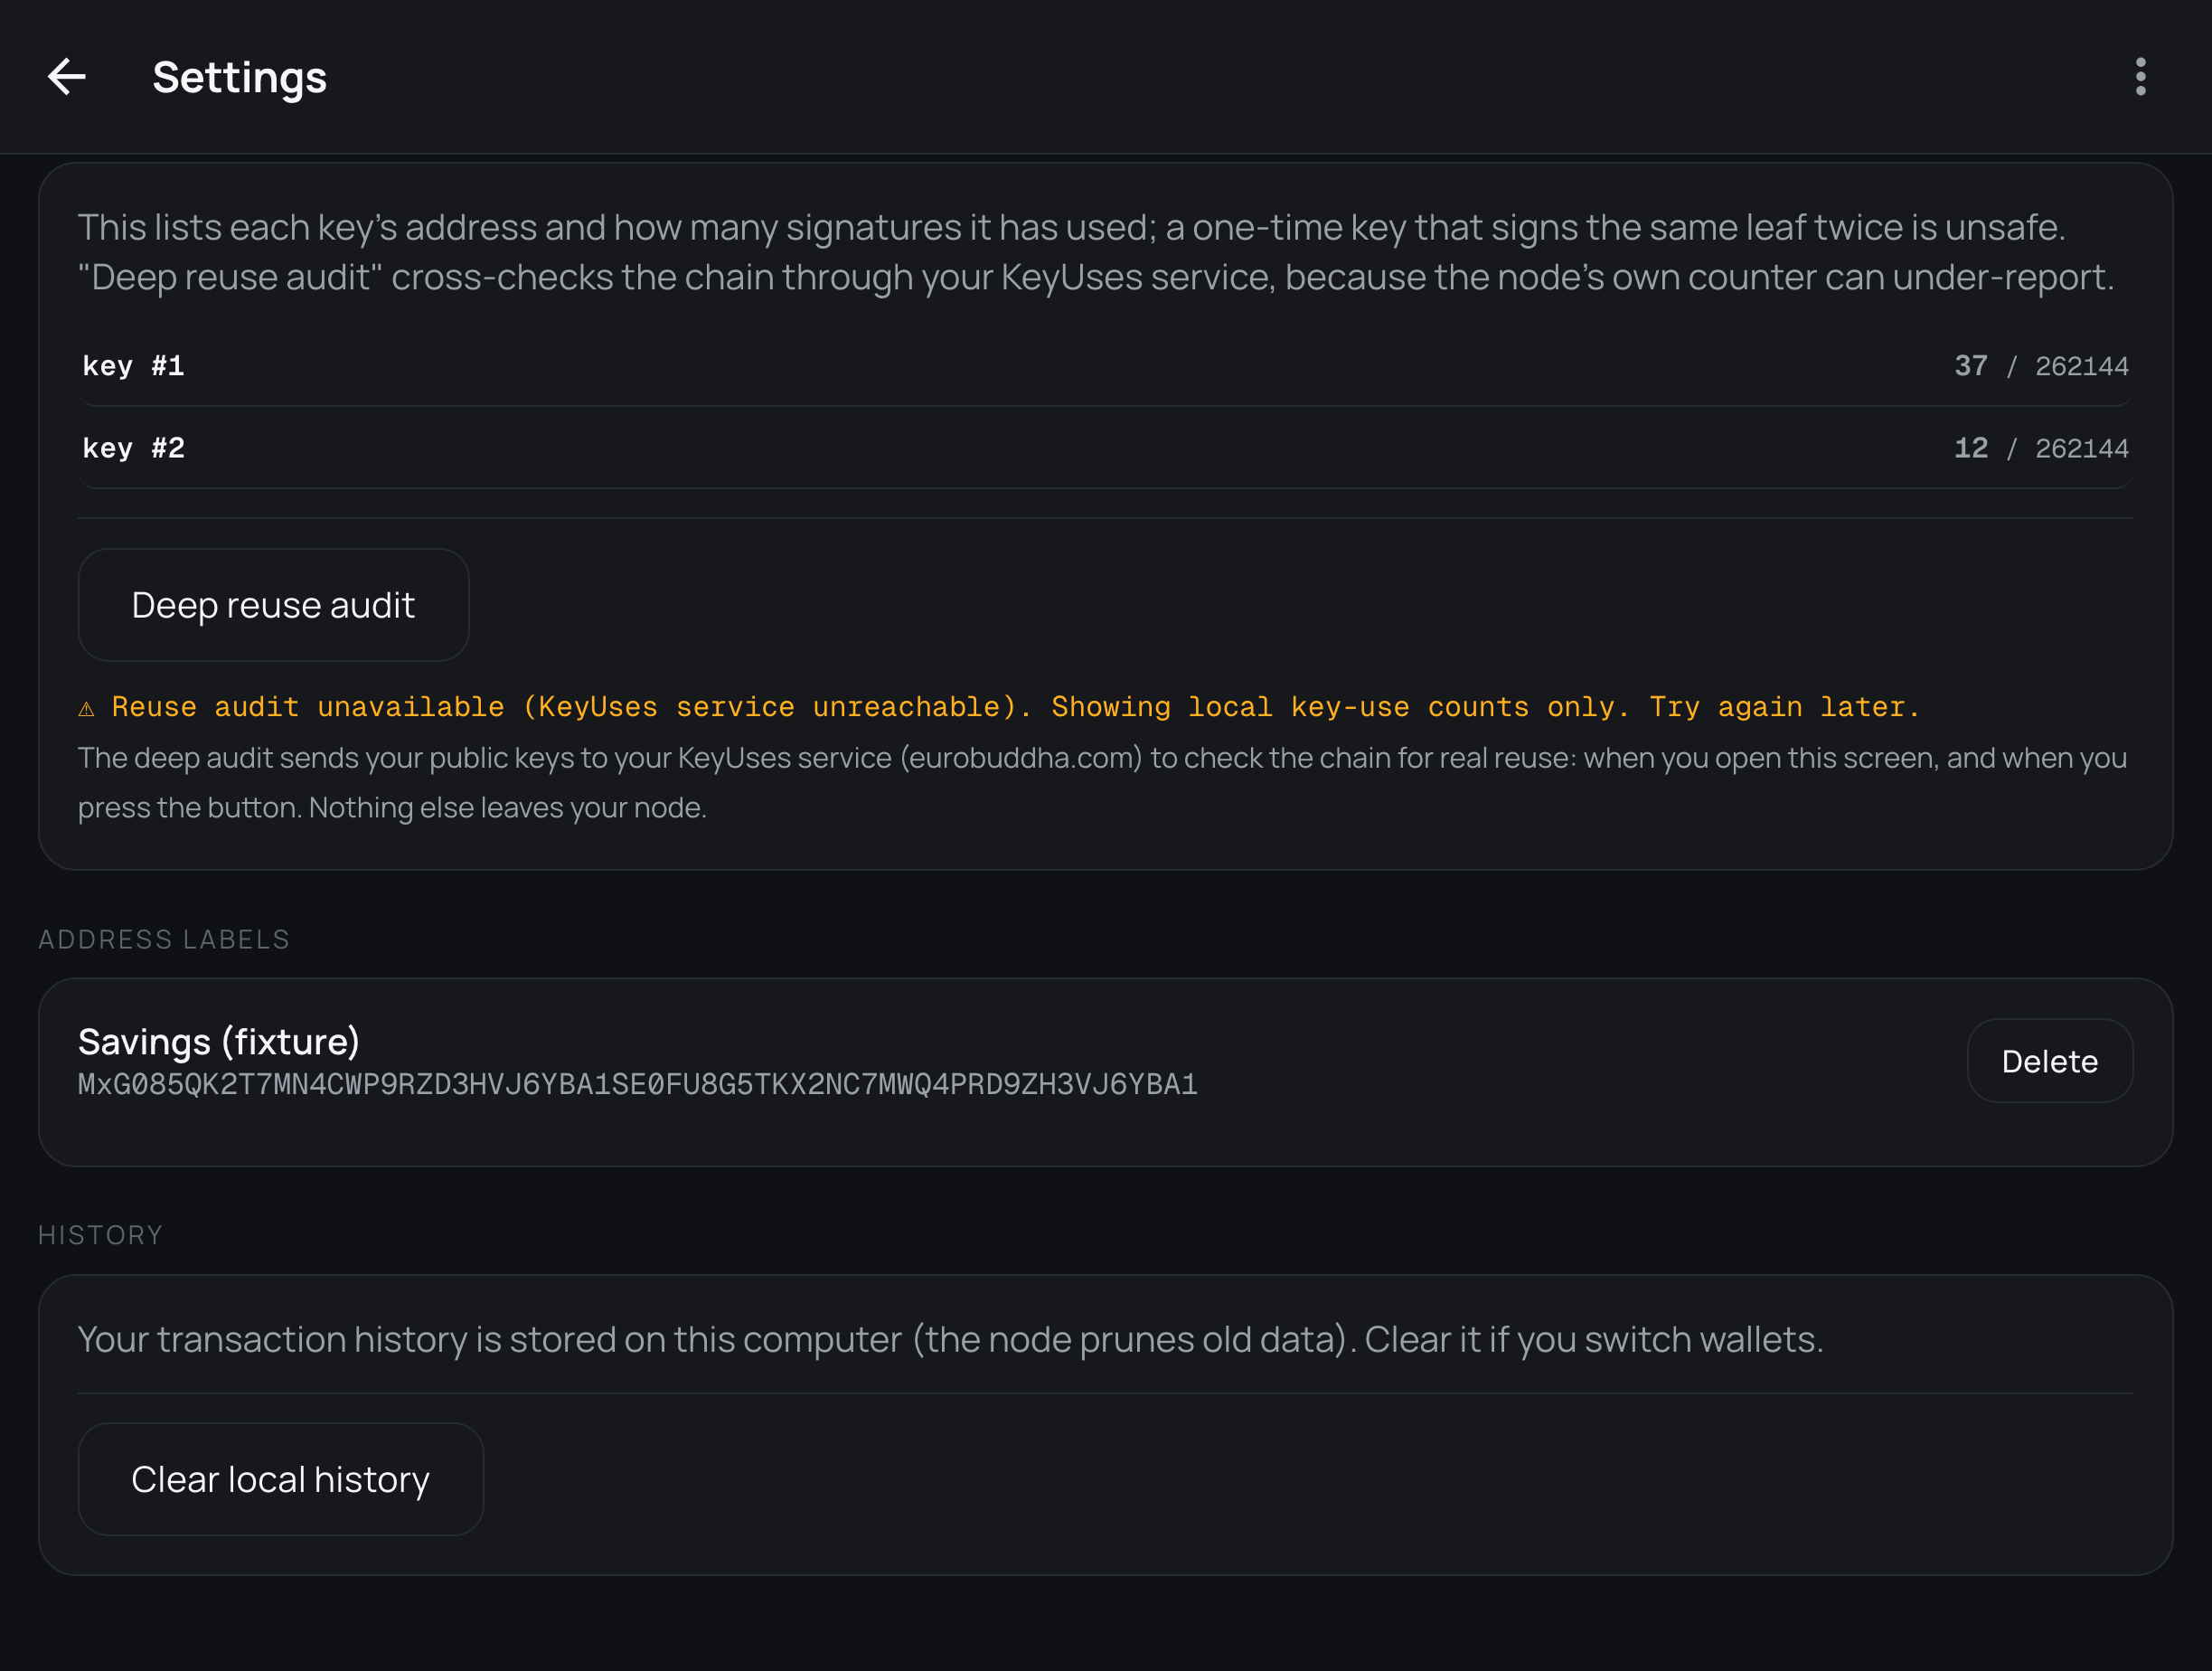 Settings
This lists each key's address and how many signatures it has used; a one-time key that signs the same leaf twice is unsafe.
"Deep reuse audit" cross-checks the chain through your KeyUses service, because the node's own counter can under-report.
key #1 37 / 262144
key #2 12 / 262144
Deep reuse audit
⚠ Reuse audit unavailable (KeyUses service unreachable). Showing local key-use counts only. Try again later.
The deep audit sends your public keys to your KeyUses service (eurobuddha.com) to check the chain for real reuse: when you open this screen, and when you
press the button. Nothing else leaves your node.
ADDRESS LABELS
Savings (fixture)
MxG085QK2T7MN4CWP9RZD3HVJ6YBA1SE0FU8G5TKX2NC7MWQ4PRD9ZH3VJ6YBA1
Delete
HISTORY
Your transaction history is stored on this computer (the node prunes old data). Clear it if you switch wallets.
Clear local history